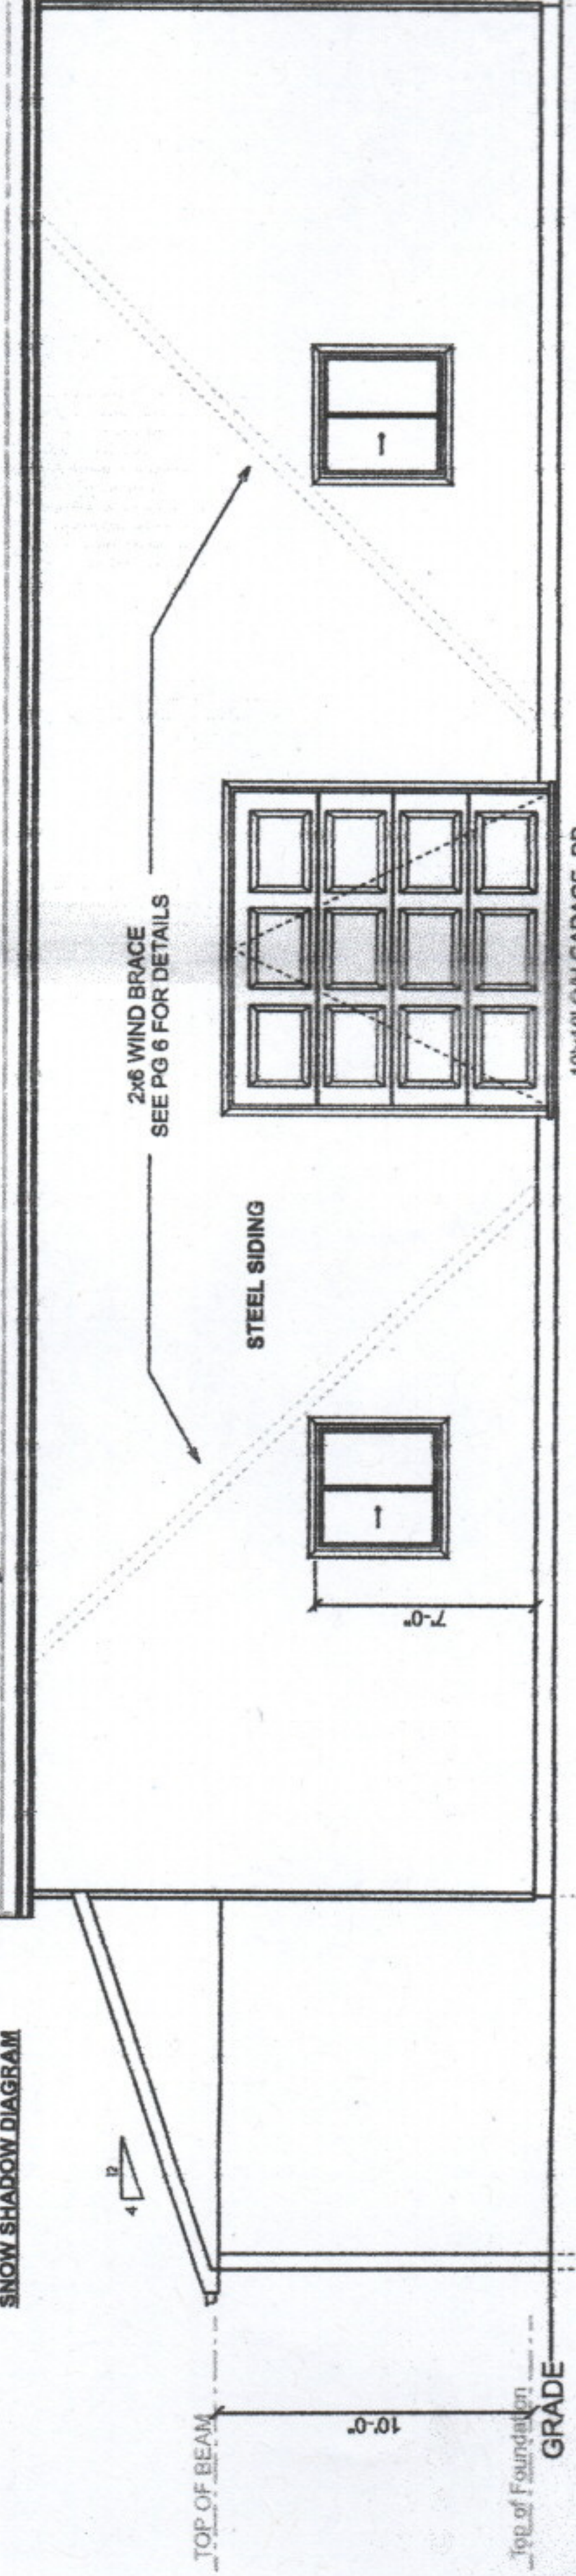 SNOW SHADOW DIAGRAM
4
12
2x6 WIND BRACE
SEE PG 6 FOR DETAILS
STEEL SIDING
7'-0"
TOP OF BEAM
10'-0"
Top of Foundation
GRADE